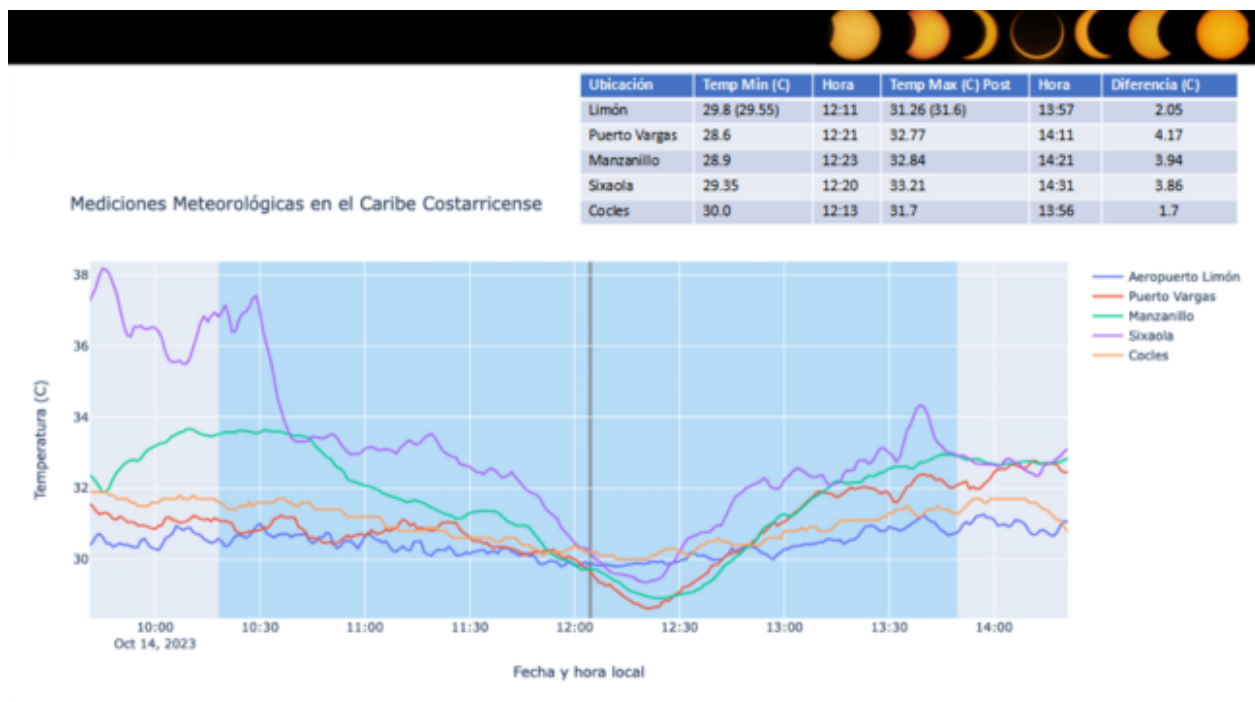 Ubicación Temp Min (C) Hora Temp Max (C) Post Hora Diferencia (C)
Limón 29.8 (29.55) 12:11 31.26 (31.6) 13:57 2.05
Puerto Vargas 28.6 12:21 32.77 14:11 4.17
Manzanillo 28.9 12:23 32.84 14:21 3.94
Sixaola 29.35 12:20 33.21 14:31 3.86
Cocles 30.0 12:13 31.7 13:56 1.7
Mediciones Meteorológicas en el Caribe Costarricense
Aeropuerto Limón
Puerto Vargas
Manzanillo
Sixaola
Cocles
Temperatura (C)
38
36
34
32
30
10:00 10:30 11:00 11:30 12:00 12:30 13:00 13:30 14:00
Oct 14, 2023
Fecha y hora local